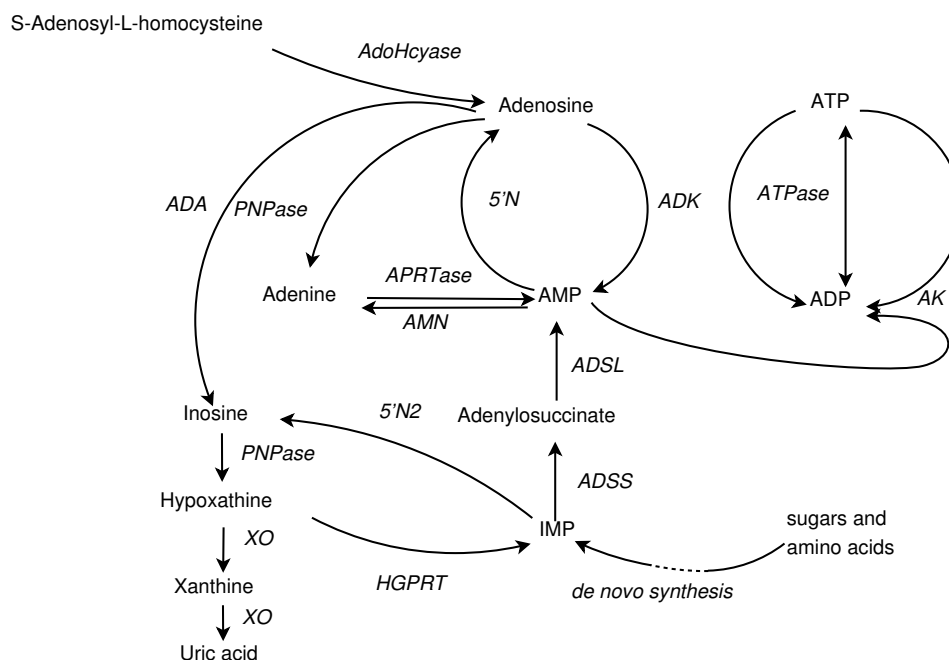 S-Adenosyl-L-homocysteine
AdoHcyase
Adenosine
ATP
ADA
PNPase
5'N
ADK
ATPase
Adenine
APRTase
AMP
ADP
AK
AMN
ADSL
Inosine
5'N2
Adenylosuccinate
PNPase
ADSS
Hypoxathine
IMP
sugars and
amino acids
XO
HGPRT
Xanthine
de novo synthesis
XO
Uric acid